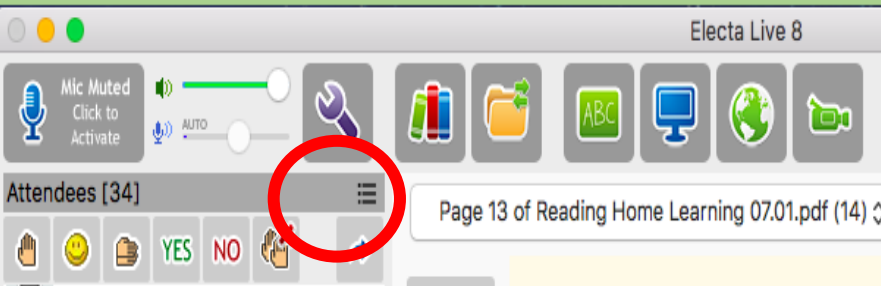 Electa Live 8
Mic Muted
Click to
Activate
AUTO
ABC
Attendees [34]
Page 13 of Reading Home Learning 07.01.pdf (14)
YES NO